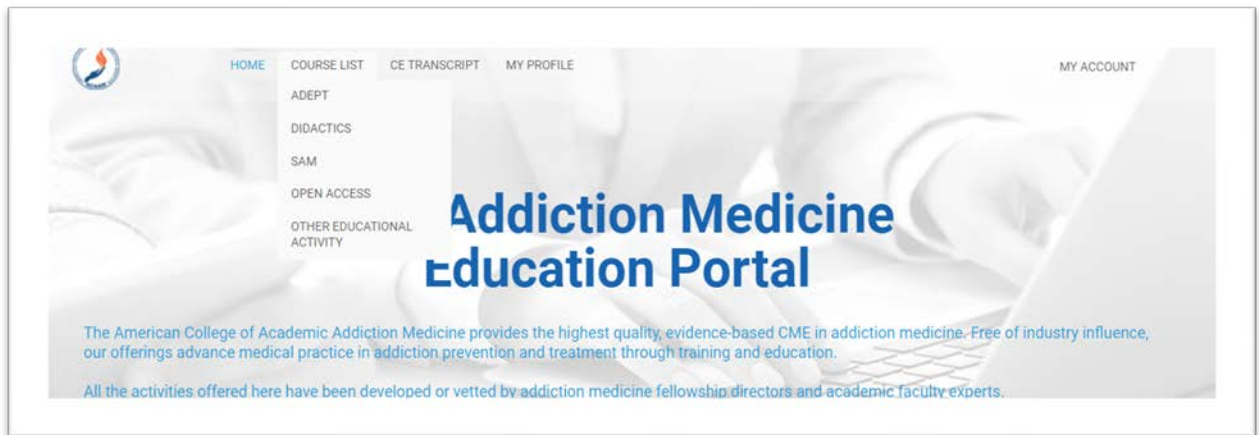 HOME COURSE LIST CE TRANSCRIPT MY PROFILE MY ACCOUNT
ADEPT
DIDACTICS
SAM
OPEN ACCESS
OTHER EDUCATIONAL
ACTIVITY
Addiction Medicine
Education Portal
The American College of Academic Addiction Medicine provides the highest quality, evidence-based CME in addiction medicine. Free of industry influence,
our offerings advance medical practice in addiction prevention and treatment through training and education.
All the activities offered here have been developed or vetted by addiction medicine fellowship directors and academic faculty experts.